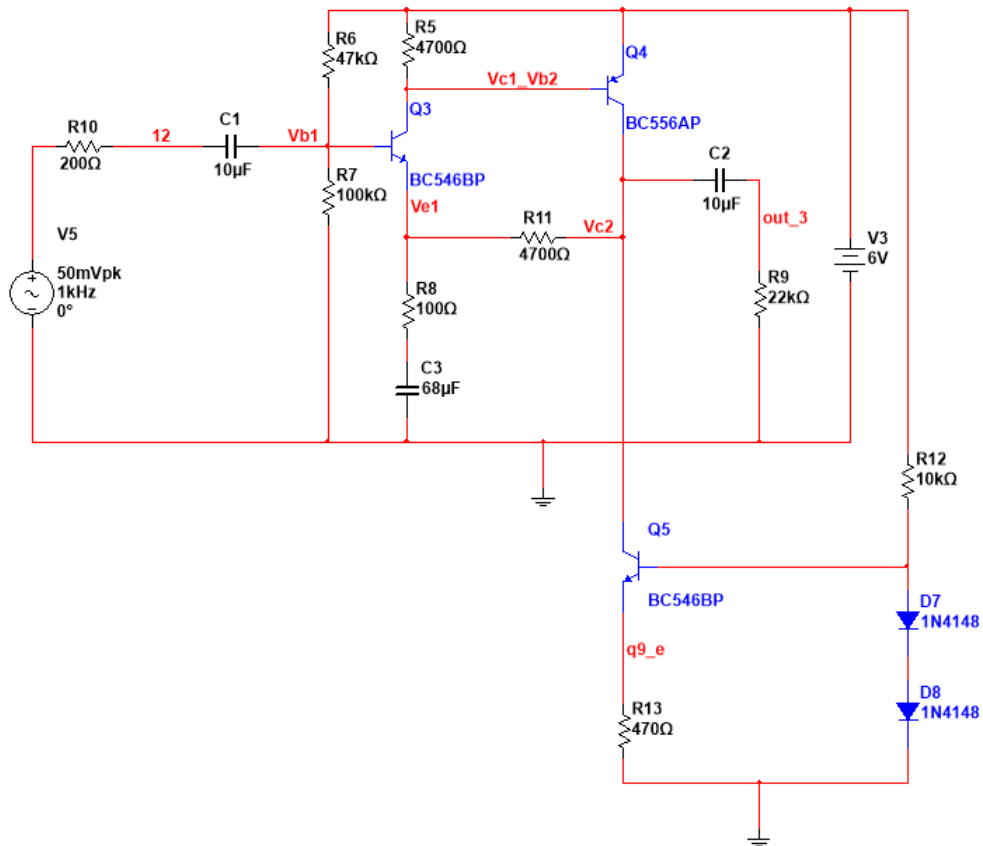 R6
47kΩ
R5
4700Ω
Q4
Vc1_Vb2
Q3
BC556AP
R10
200Ω
12
C1
10µF
Vb1
R7
100kΩ
BC546BP
Ve1
C2
10µF
out_3
R11
4700Ω
Vc2
V5
50mVpk
1kHz
0°
+
~
−
R8
100Ω
R9
22kΩ
V3
6V
C3
68µF
R12
10kΩ
Q5
BC546BP
D7
1N4148
q9_e
D8
1N4148
R13
470Ω